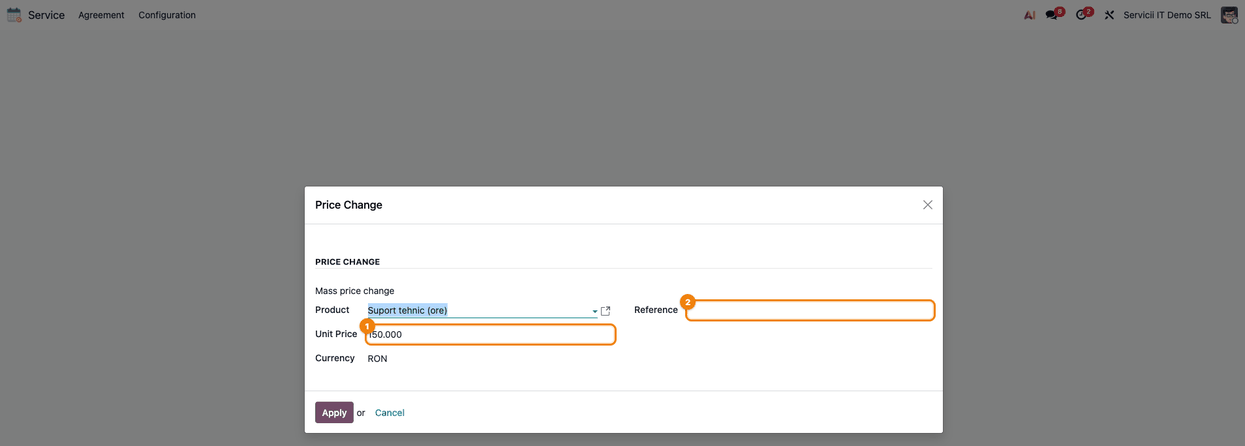 Service Agreement Configuration AI 8 2 Servicii IT Demo SRL
Price Change
PRICE CHANGE
Mass price change
Product Suport tehnic (ore) Reference 2
1
Unit Price 150.000
Currency RON
Apply or Cancel